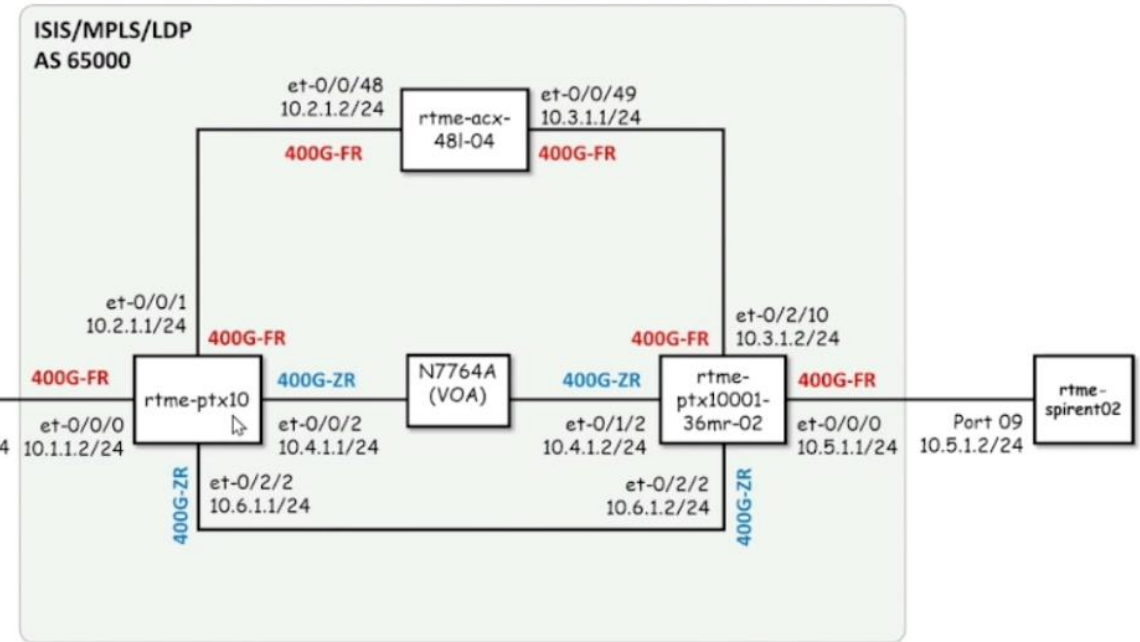 ISIS/MPLS/LDP
AS 65000
et-0/0/48
10.2.1.2/24
rtme-acx-
48l-04
et-0/0/49
10.3.1.1/24
400G-FR
400G-FR
et-0/0/1
10.2.1.1/24
400G-FR
400G-FR
et-0/2/10
10.3.1.2/24
400G-FR
rtme-ptx10
400G-ZR
N7764A
(VOA)
400G-ZR
rtme-
ptx10001-
36mr-02
400G-FR
rtme-
spirent02
4
et-0/0/0
10.1.1.2/24
et-0/0/2
10.4.1.1/24
et-0/1/2
10.4.1.2/24
et-0/0/0
10.5.1.1/24
Port 09
10.5.1.2/24
400G-ZR
et-0/2/2
10.6.1.1/24
et-0/2/2
10.6.1.2/24
400G-ZR